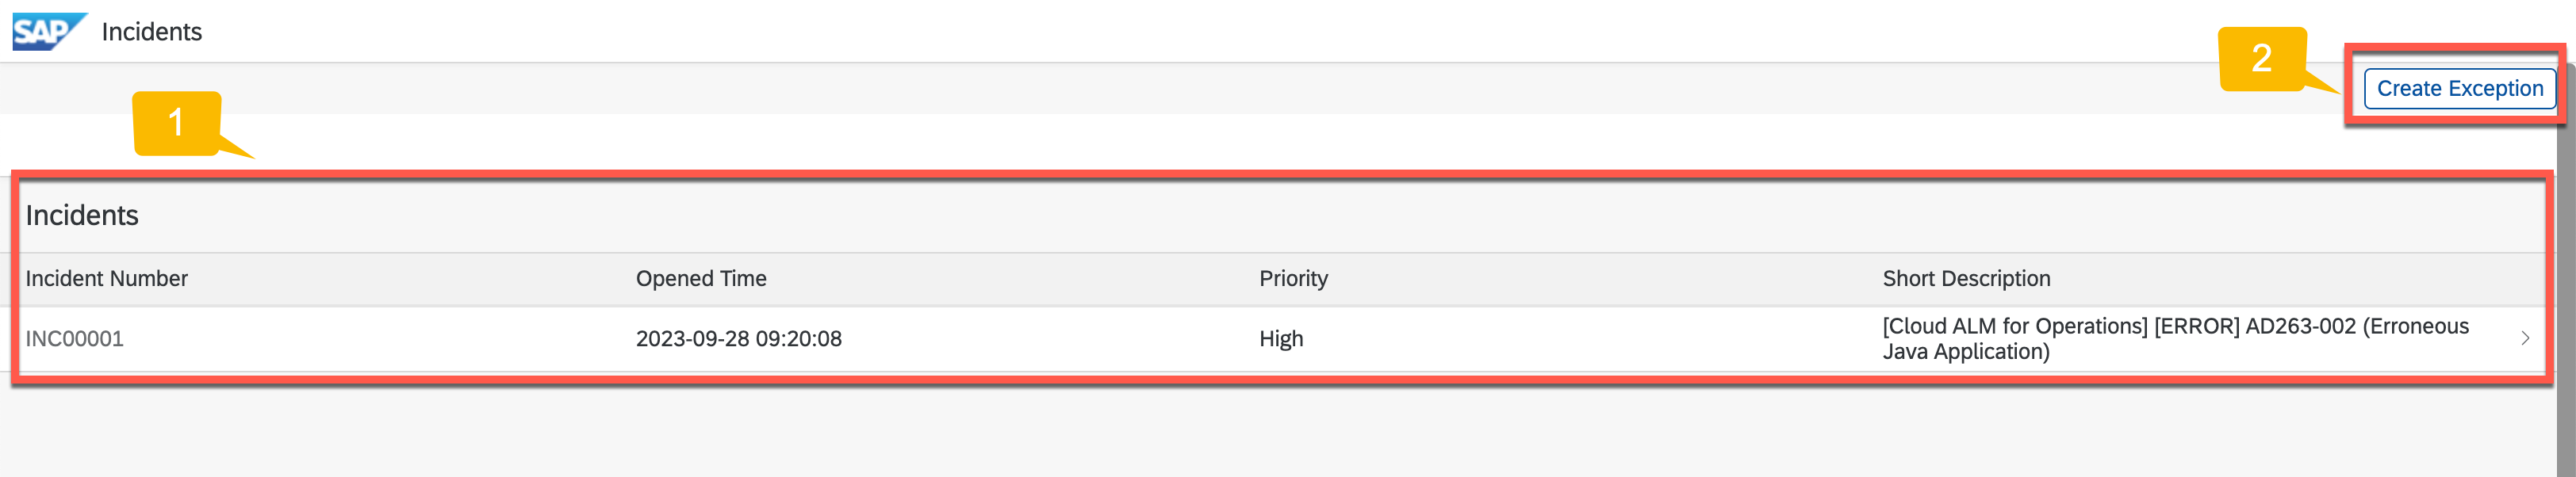 SAP Incidents
2
Create Exception
1
Incidents
Incident Number Opened Time Priority Short Description
INC00001 2023-09-28 09:20:08 High [Cloud ALM for Operations] [ERROR] AD263-002 (Erroneous
Java Application)